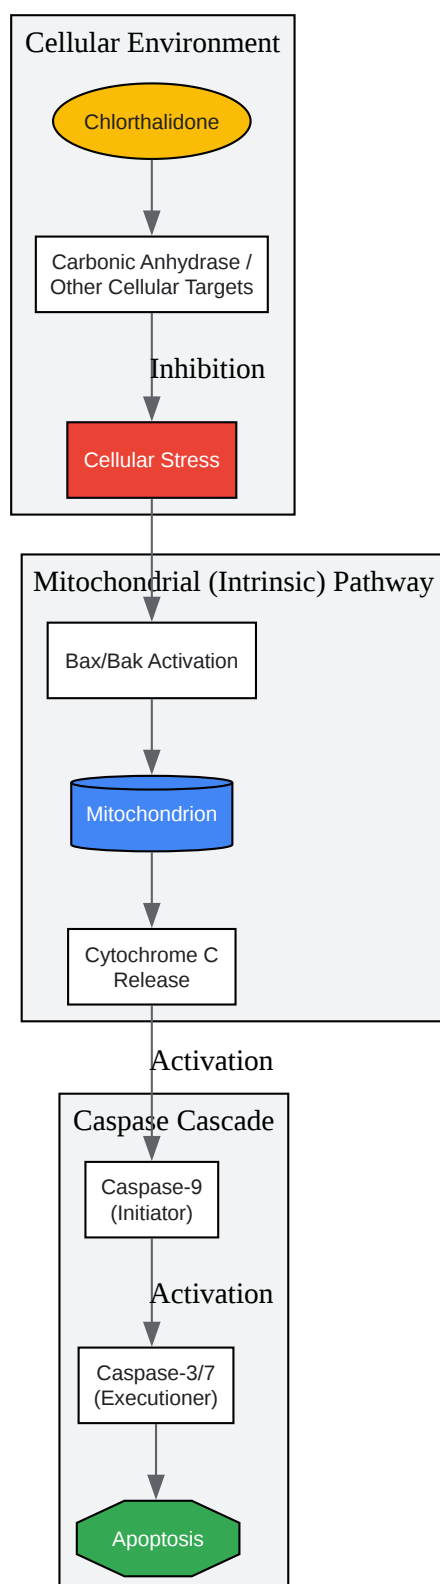 Cellular Environment
Chlorthalidone
Carbonic Anhydrase /
Other Cellular Targets
Inhibition
Cellular Stress
Mitochondrial (Intrinsic) Pathway
Bax/Bak Activation
Mitochondrion
Cytochrome C
Release
Activation
Caspase Cascade
Caspase-9
(Initiator)
Activation
Caspase-3/7
(Executioner)
Apoptosis